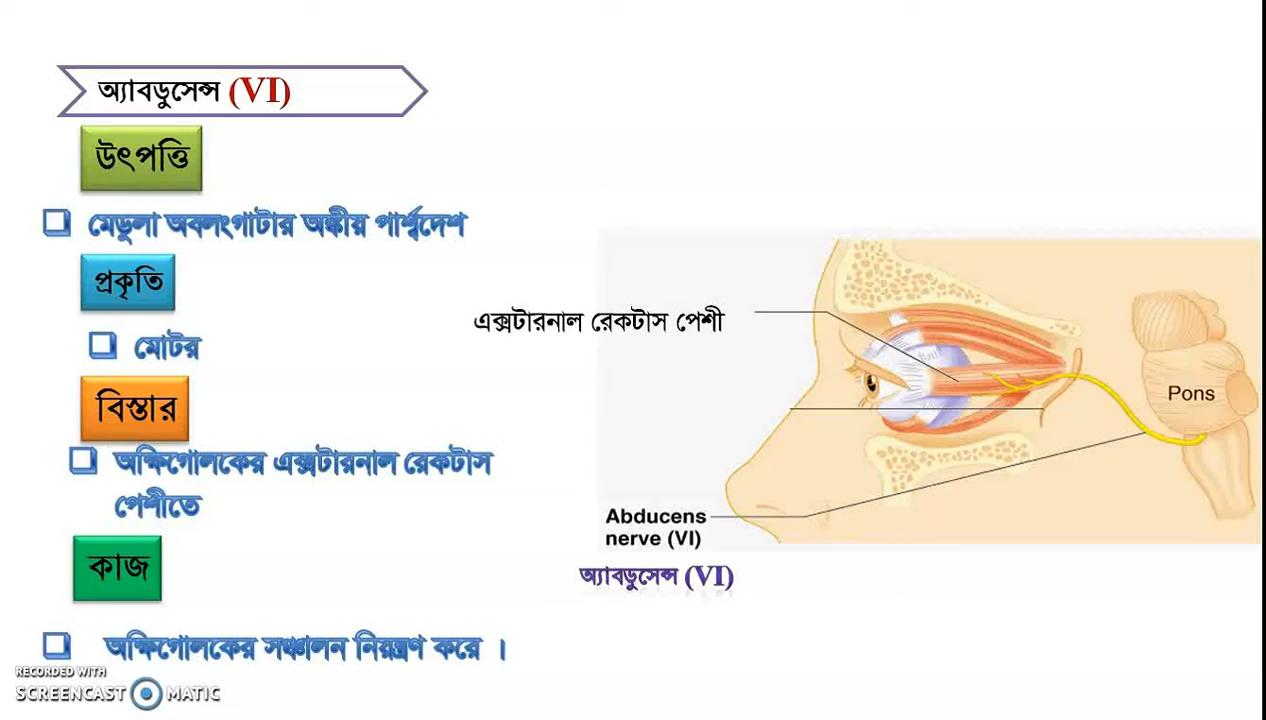 অ্যাবডুসেন্স (VI)
উৎপত্তি
মেডুলা অবলংগাটার অঙ্কীয় পার্শ্বদেশ
প্রকৃতি
মোটর
বিস্তার
অক্ষিগোলকের এক্সটারনাল রেকটাস
পেশীতে
কাজ
অক্ষিগোলকের সঞ্চালন নিয়ন্ত্রণ করে ।
এক্সটারনাল রেকটাস পেশী
Pons
Abducens
nerve (VI)
অ্যাবডুসেন্স (VI)
RECORDED WITH
SCREENCAST MATIC